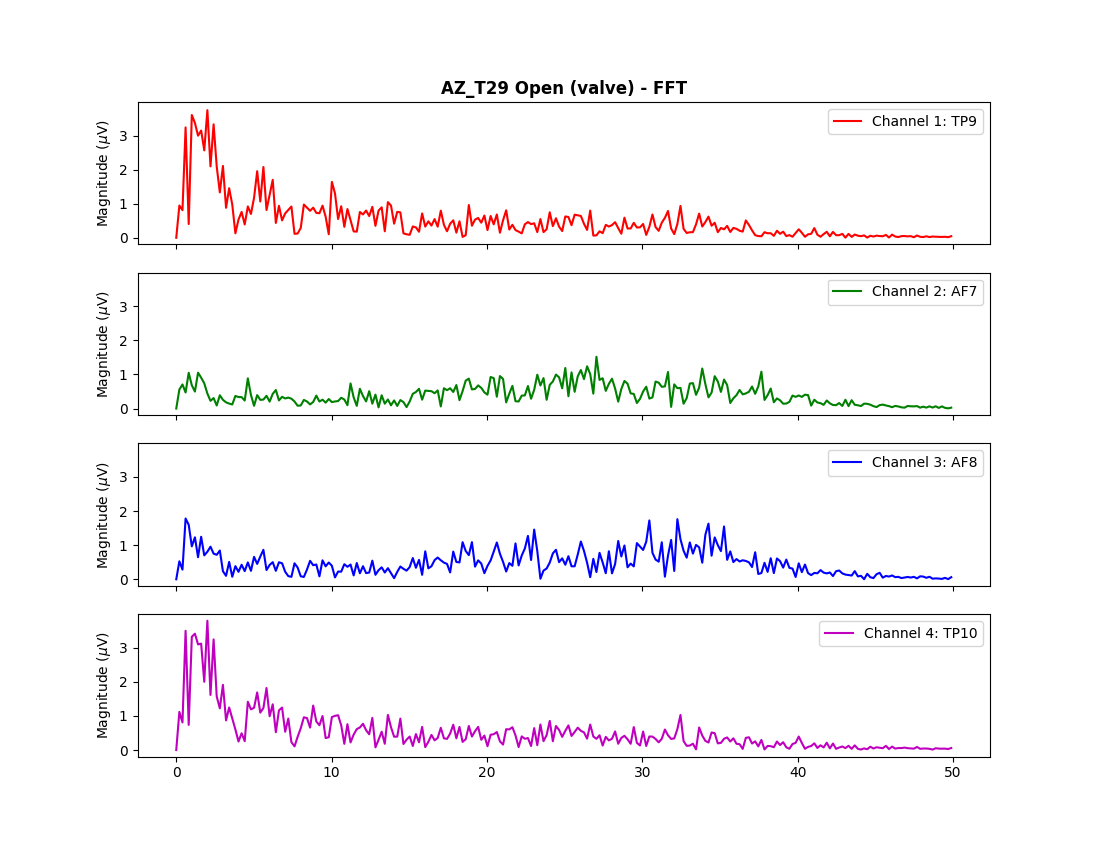 AZ_T29 Open (valve) - FFT
Magnitude (μV)
3
2
1
0
Channel 1: TP9
Magnitude (μV)
3
2
1
0
Channel 2: AF7
Magnitude (μV)
3
2
1
0
Channel 3: AF8
Magnitude (μV)
3
2
1
0
Channel 4: TP10
0 10 20 30 40 50